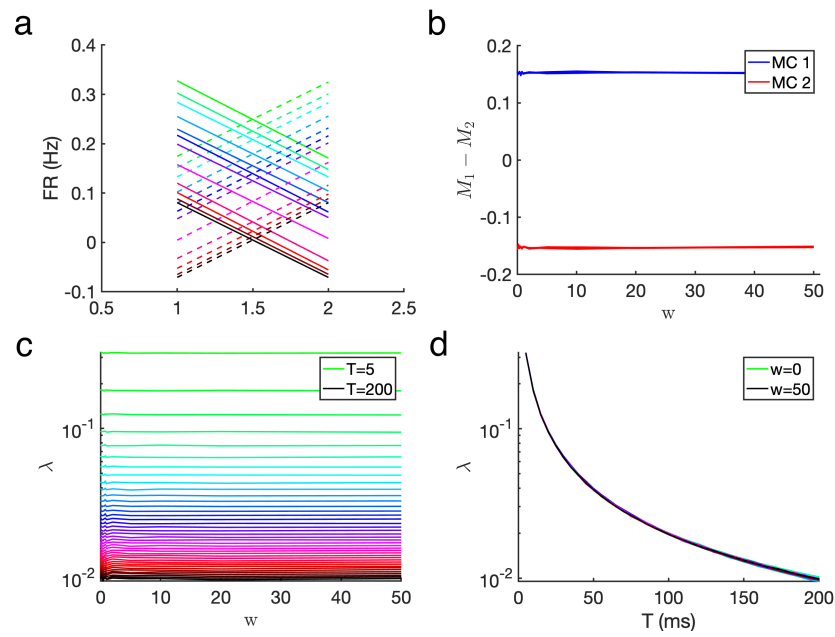 a
FR (Hz)
0.4
0.3
0.2
0.1
0
-0.1
0.5
1
1.5
2
2.5
b
M₁ − M₂
0.2
0.1
0
-0.1
-0.2
0
10
20
30
40
50
w
MC 1
MC 2
c
λ
10⁻¹
10⁻²
0
10
20
30
40
50
w
T=5
T=200
d
λ
10⁻¹
10⁻²
0
50
100
150
200
T (ms)
w=0
w=50